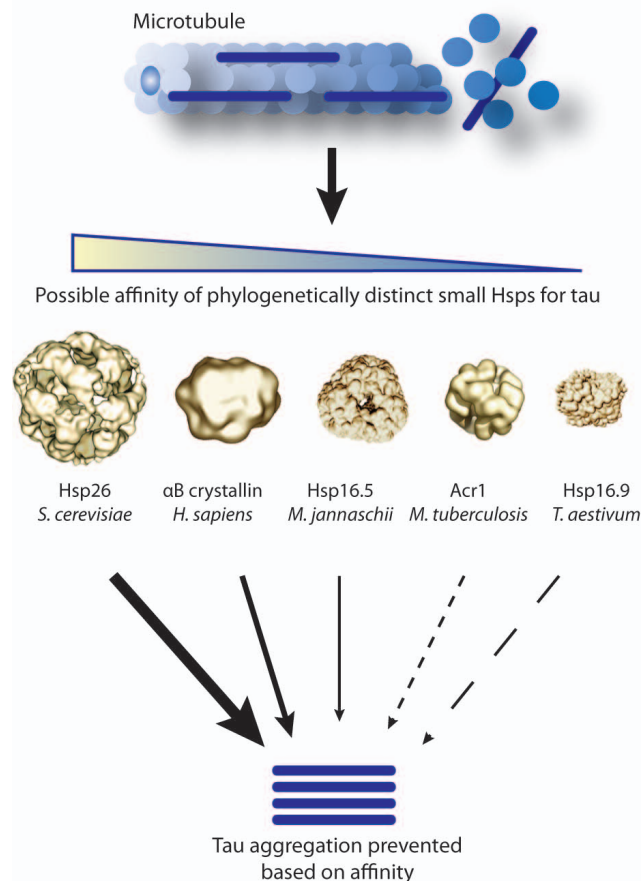 Microtubule
Possible affinity of phylogenetically distinct small Hsps for tau
Hsp26
S. cerevisiae
αB crystallin
H. sapiens
Hsp16.5
M. jannaschii
Acr1
M. tuberculosis
Hsp16.9
T. aestivum
Tau aggregation prevented
based on affinity